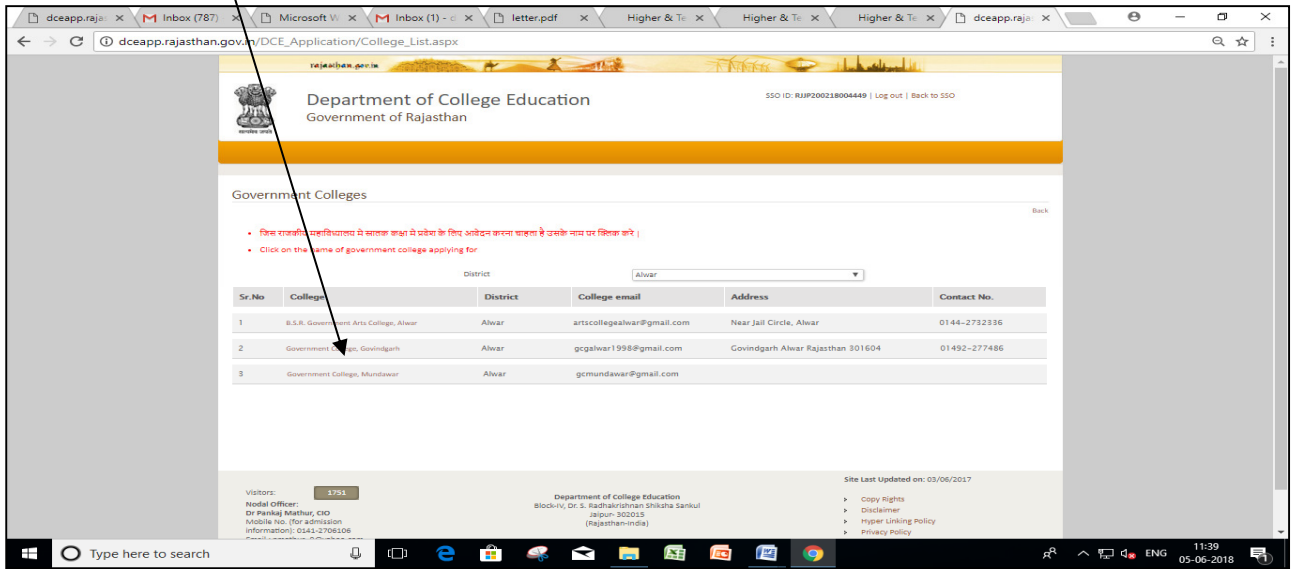 dceapp.raja
Inbox (787)
Microsoft W
Inbox (1) - d
letter.pdf
Higher & Te
Higher & Te
Higher & Te
dceapp.raja
dceapp.rajasthan.gov.in/DCE_Application/College_List.aspx
rajasthan.gov.in
Department of College Education
Government of Rajasthan
सत्यमेव जयते
SSO ID: RJJP200218004449 | Log out | Back to SSO
Government Colleges
Back
• जिस राजकीय महाविद्यालय मे स्नातक कक्षा मे प्रवेश के लिए आवेदन करना चाहता है उसके नाम पर क्लिक करे |
• Click on the name of government college applying for
District Alwar
Sr.No College District College email Address Contact No.
1 B.S.R. Government Arts College, Alwar Alwar artscollegealwar@gmail.com Near Jail Circle, Alwar 0144-2732336
2 Government College, Govindgarh Alwar gcgalwar1998@gmail.com Govindgarh Alwar Rajasthan 301604 01492-277486
3 Government College, Mundawar Alwar gcmundawar@gmail.com
Visitors: 1751
Nodal Officer:
Dr Pankaj Mathur, CIO
Mobile No. (for admission
information): 0141-2706106
Department of College Education
Block-IV, Dr. S. Radhakrishnan Shiksha Sankul
Jaipur- 302015
(Rajasthan-India)
Site Last Updated on: 03/06/2017
Copy Rights
Disclaimer
Hyper Linking Policy
Privacy Policy
Type here to search
ENG
11:39
05-06-2018
1